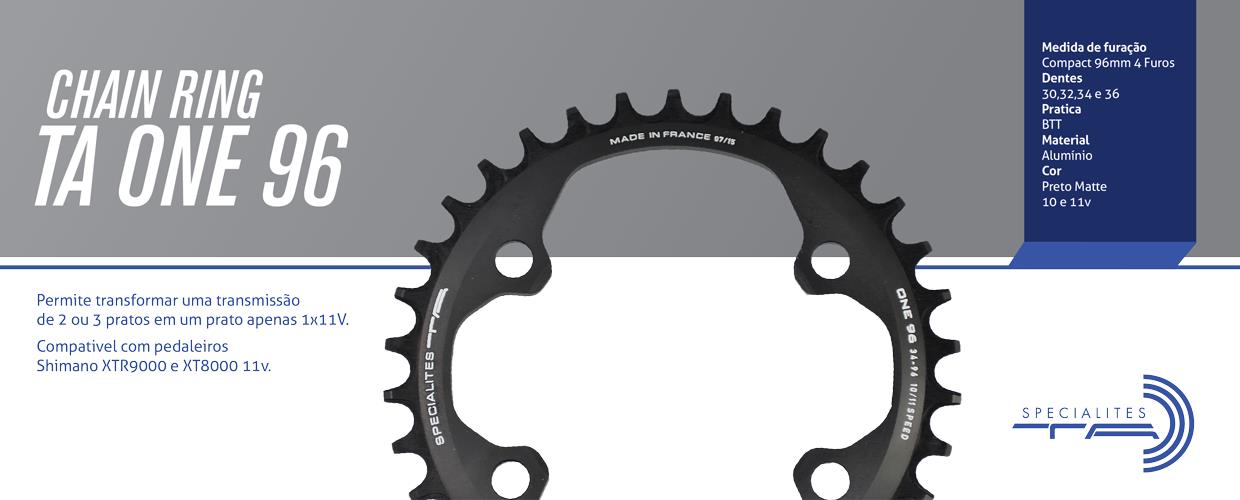 CHAIN RING
TA ONE 96
Medida de furação
Compact 96mm 4 Furos
Dentes
30,32,34 e 36
Pratica
BTT
Material
Aluminio
Cor
Preto Matte
10 e 11v
MADE IN FRANCE 07/15
Permite transformar uma transmissão
de 2 ou 3 pratos em um prato apenas 1x11V.
Compativel com pedaleiros
Shimano XTR9000 e XT8000 11v.
SPECIALITES TA
ONE 96 34-96 10/11 SPEED
SPECIALITES
TA